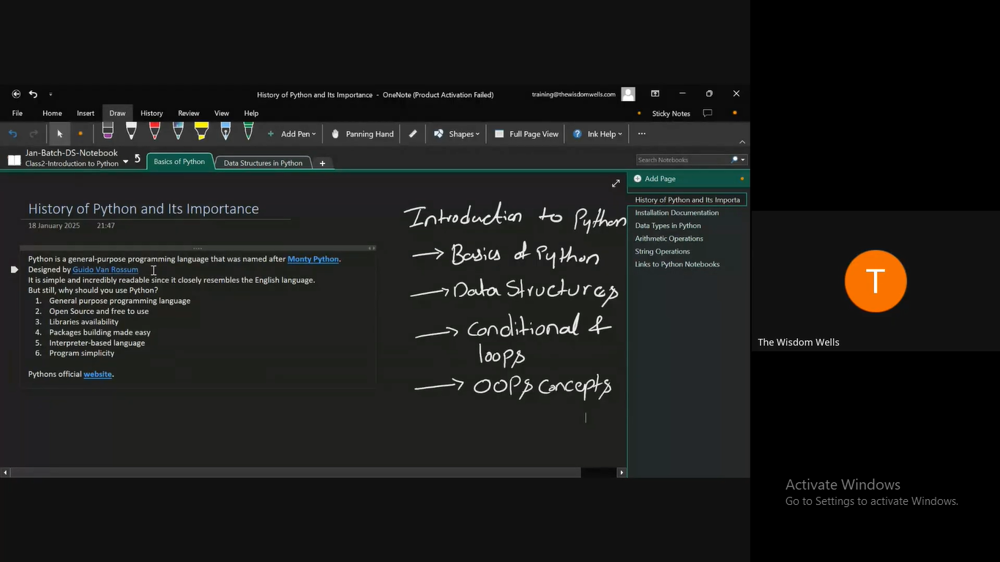 History of Python and Its Importance - OneNote (Product Activation Failed)
training@thewisdomwells.com
File Home Insert Draw History Review View Help
Sticky Notes
Add Pen
Panning Hand
Shapes
Full Page View
Ink Help
Jan-Batch-DS-Notebook
Class2-Introduction to Python
Basics of Python
Data Structures in Python
Search Notebooks
Add Page
History of Python and Its Importa
Installation Documentation
Data Types in Python
Arithmetic Operations
String Operations
Links to Python Notebooks
History of Python and Its Importance
18 January 2025 21:47
Python is a general-purpose programming language that was named after Monty Python.
Designed by Guido Van Rossum
It is simple and incredibly readable since it closely resembles the English language.
But still, why should you use Python?
1. General purpose programming language
2. Open Source and free to use
3. Libraries availability
4. Packages building made easy
5. Interpreter-based language
6. Program simplicity
Pythons official website.
Introduction to Python
→ Basics of Python
→ Data Structures
→ Conditional &
loops
→ OOPs Concepts
T
The Wisdom Wells
Activate Windows
Go to Settings to activate Windows.